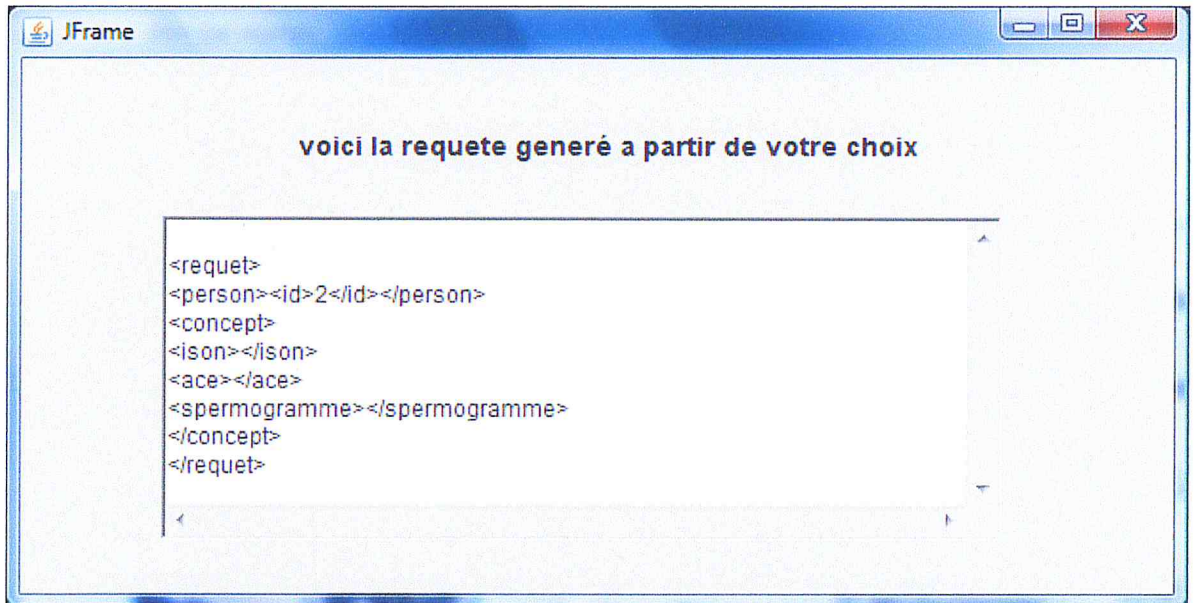 JFrame
voici la requete generé a partir de votre choix
<requet>
<person><id>2</id></person>
<concept>
<ison></ison>
<ace></ace>
<spermogramme></spermogramme>
</concept>
</requet>